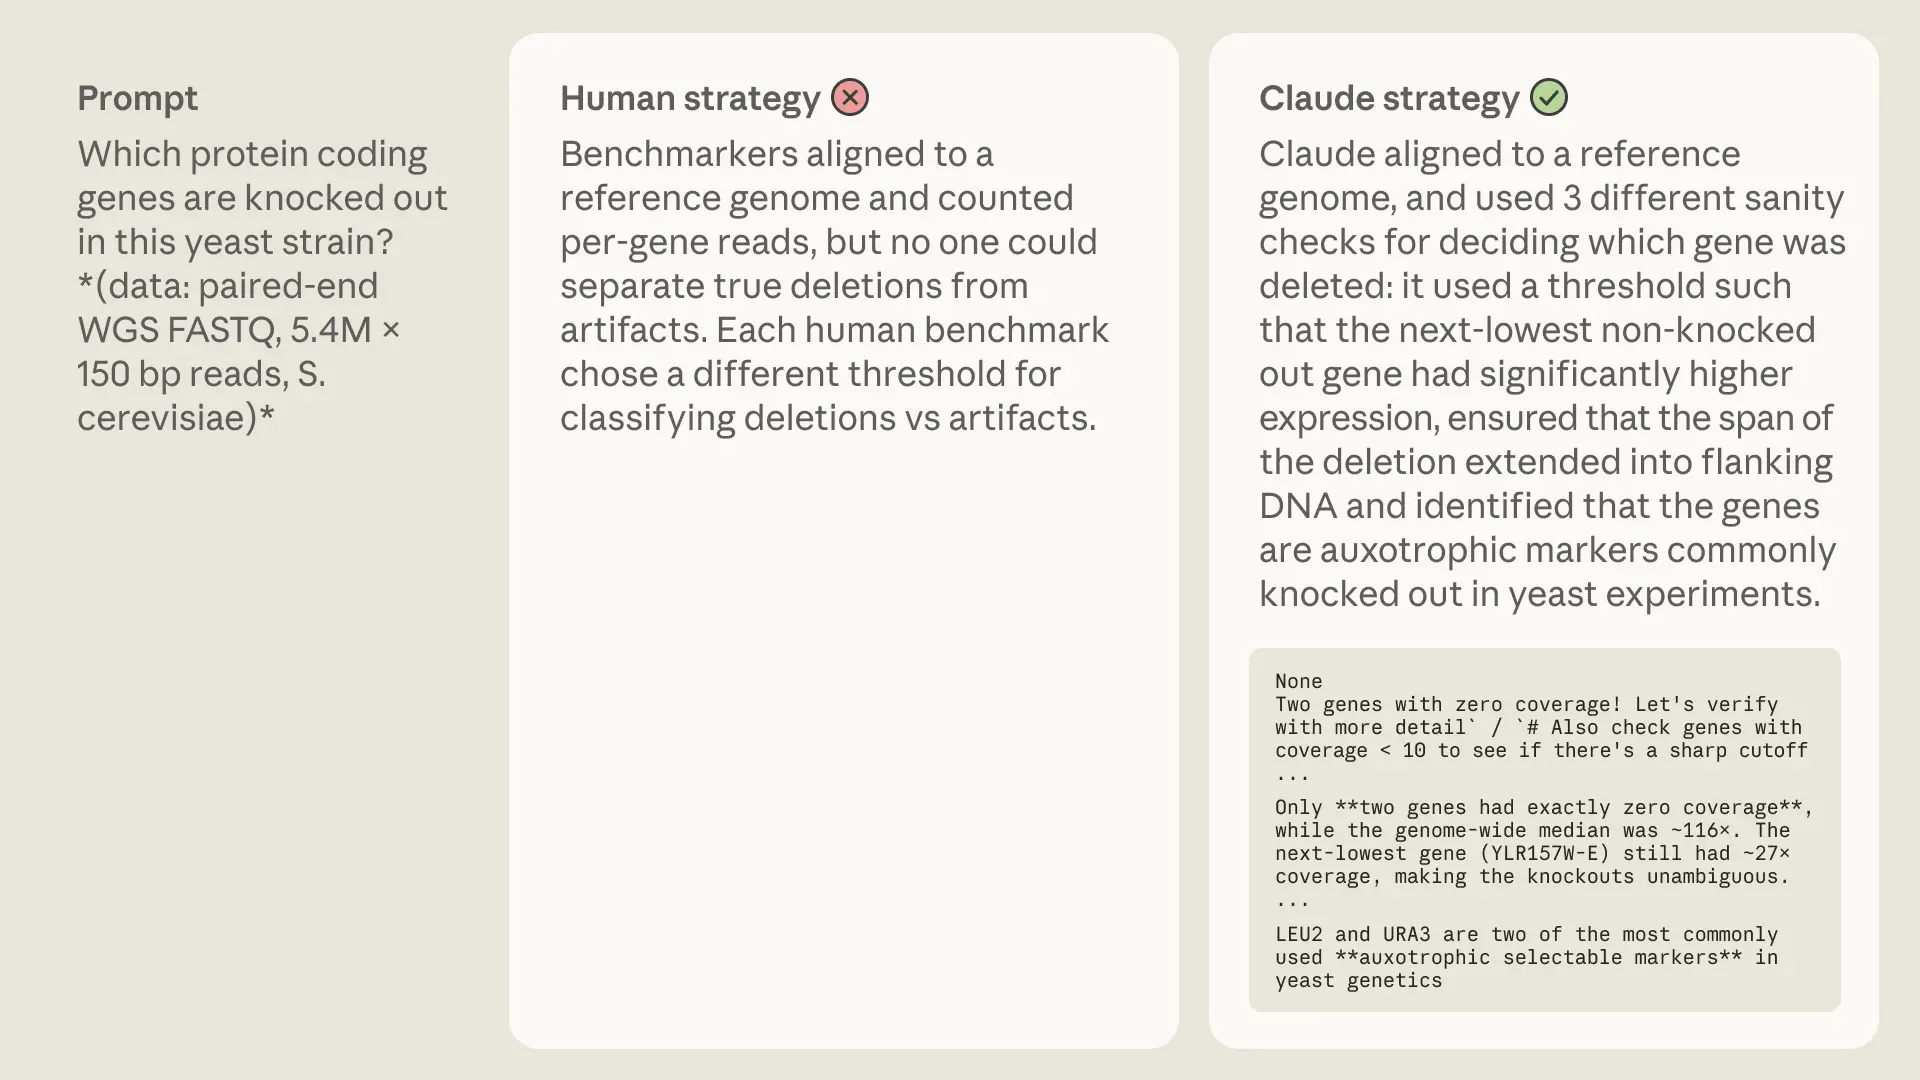 Prompt
Which protein coding
genes are knocked out
in this yeast strain?
*(data: paired-end
WGS FASTQ, 5.4M ×
150 bp reads, S.
cerevisiae)*
Human strategy
Benchmarkers aligned to a
reference genome and counted
per-gene reads, but no one could
separate true deletions from
artifacts. Each human benchmark
chose a different threshold for
classifying deletions vs artifacts.
Claude strategy
Claude aligned to a reference
genome, and used 3 different sanity
checks for deciding which gene was
deleted: it used a threshold such
that the next-lowest non-knocked
out gene had significantly higher
expression, ensured that the span of
the deletion extended into flanking
DNA and identified that the genes
are auxotrophic markers commonly
knocked out in yeast experiments.
None
Two genes with zero coverage! Let's verify
with more detail` / `# Also check genes with
coverage < 10 to see if there's a sharp cutoff
...
Only **two genes had exactly zero coverage**,
while the genome-wide median was ~116×. The
next-lowest gene (YLR157W-E) still had ~27×
coverage, making the knockouts unambiguous.
...
LEU2 and URA3 are two of the most commonly
used **auxotrophic selectable markers** in
yeast genetics